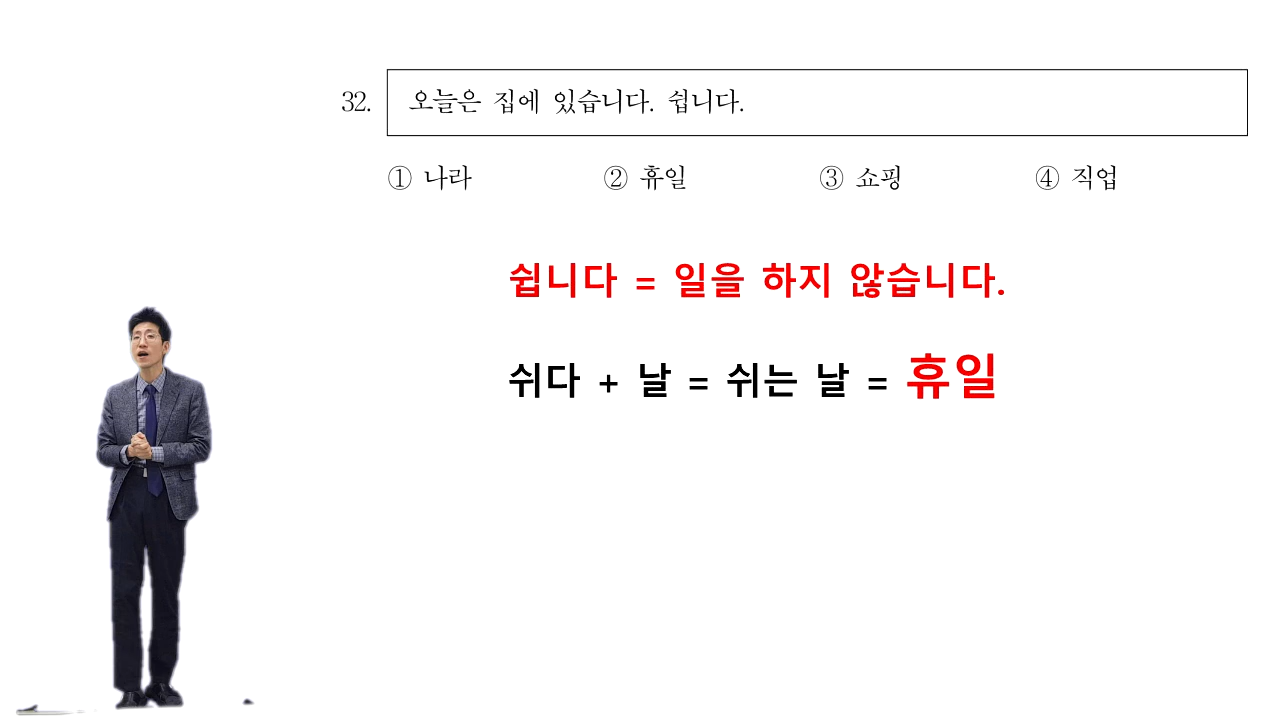 32. 오늘은 집에 있습니다. 쉽니다.
① 나라 ② 휴일 ③ 쇼핑 ④ 직업
쉽니다 = 일을 하지 않습니다.
쉬다 + 날 = 쉬는 날 = 휴일